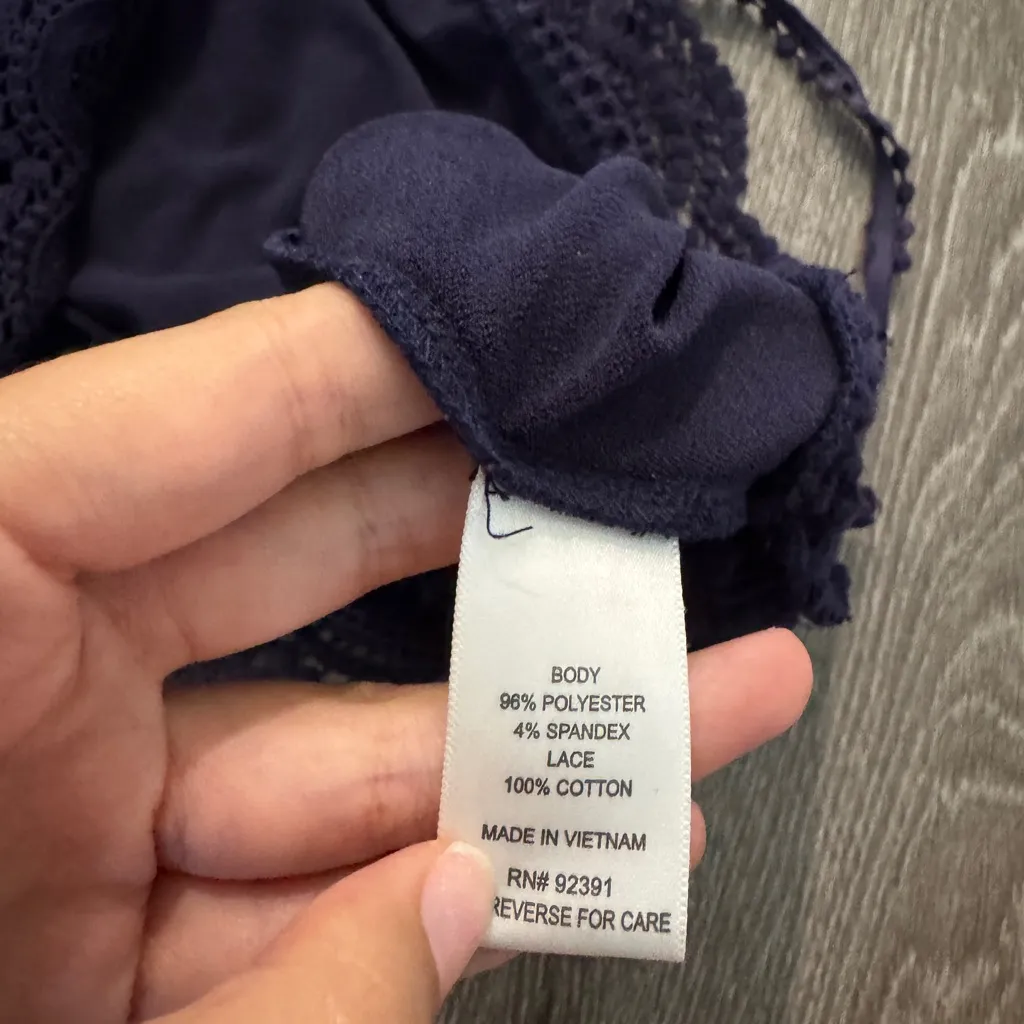 BODY
96% POLYESTER
4% SPANDEX
LACE
100% COTTON
MADE IN VIETNAM
RN# 92391
REVERSE FOR CARE